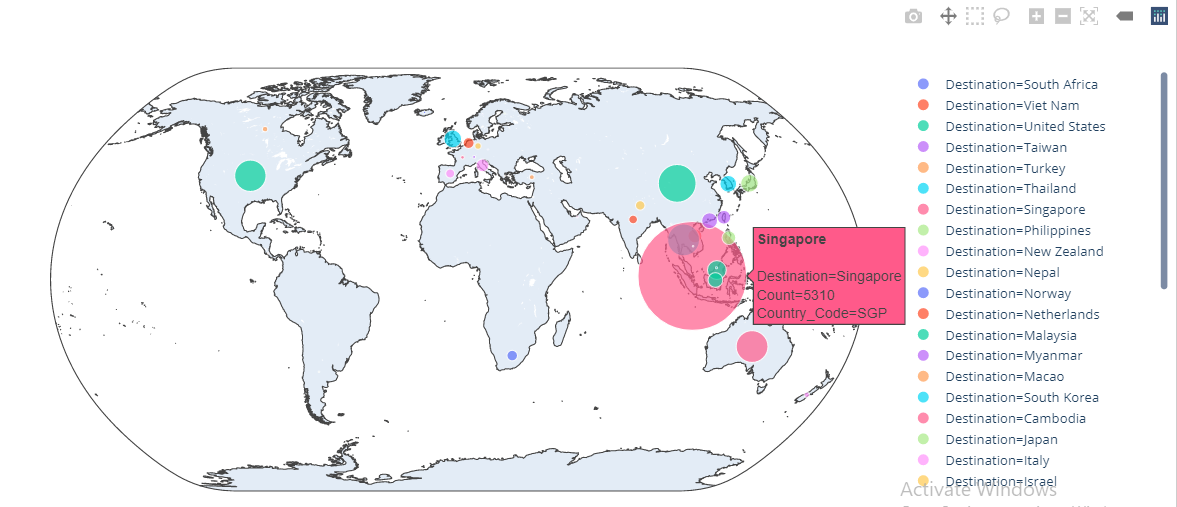 Destination=South Africa
Destination=Viet Nam
Destination=United States
Destination=Taiwan
Destination=Turkey
Destination=Thailand
Destination=Singapore
Destination=Philippines
Destination=New Zealand
Destination=Nepal
Destination=Norway
Destination=Netherlands
Destination=Malaysia
Destination=Myanmar
Destination=Macao
Destination=South Korea
Destination=Cambodia
Destination=Japan
Destination=Italy
Destination=Israel
Singapore
Destination=Singapore
Count=5310
Country_Code=SGP
Activate Windows